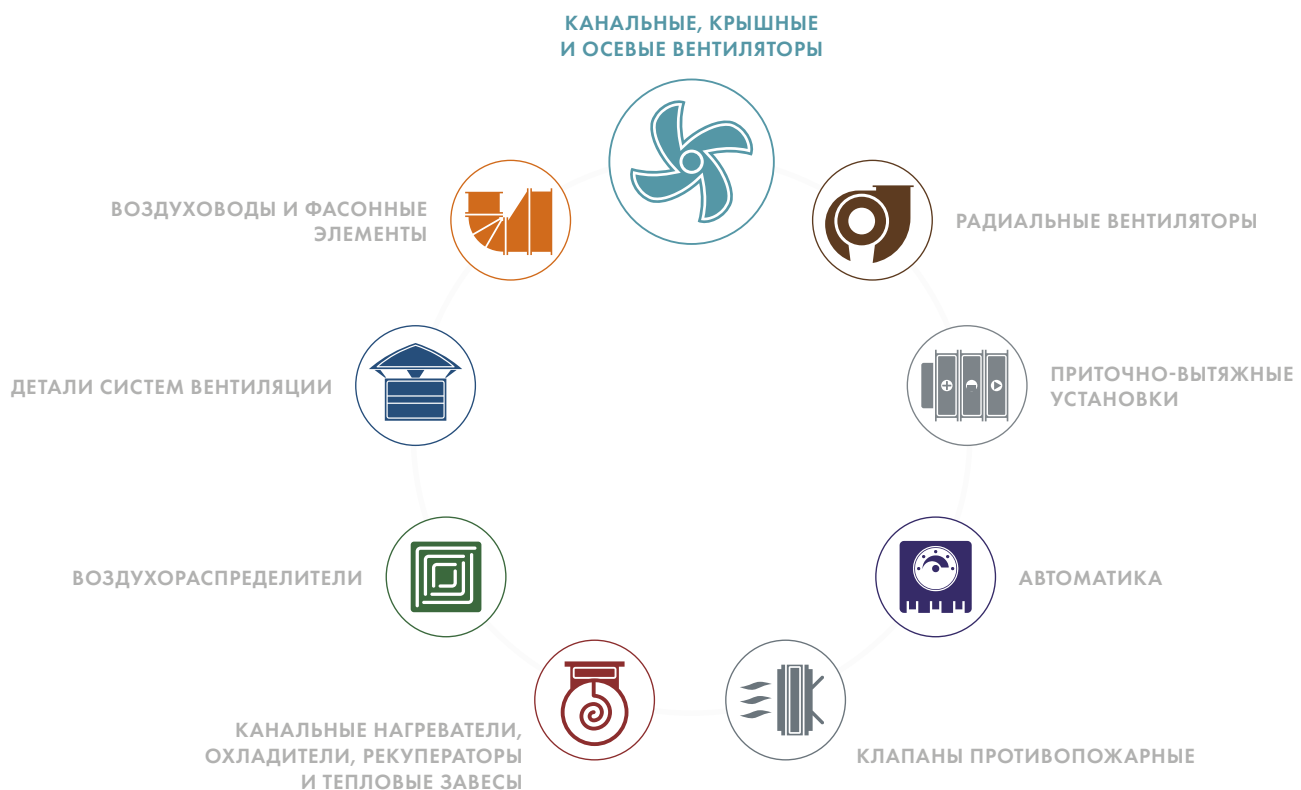 КАНАЛЬНЫЕ, КРЫШНЫЕ
И ОСЕВЫЕ ВЕНТИЛЯТОРЫ
ВОЗДУХОВОДЫ И ФАСОННЫЕ
ЭЛЕМЕНТЫ
РАДИАЛЬНЫЕ ВЕНТИЛЯТОРЫ
ДЕТАЛИ СИСТЕМ ВЕНТИЛЯЦИИ
ПРИТОЧНО-ВЫТЯЖНЫЕ
УСТАНОВКИ
ВОЗДУХОРАСПРЕДЕЛИТЕЛИ
АВТОМАТИКА
КАНАЛЬНЫЕ НАГРЕВАТЕЛИ,
ОХЛАДИТЕЛИ, РЕКУПЕРАТОРЫ
И ТЕПЛОВЫЕ ЗАВЕСЫ
КЛАПАНЫ ПРОТИВОПОЖАРНЫЕ